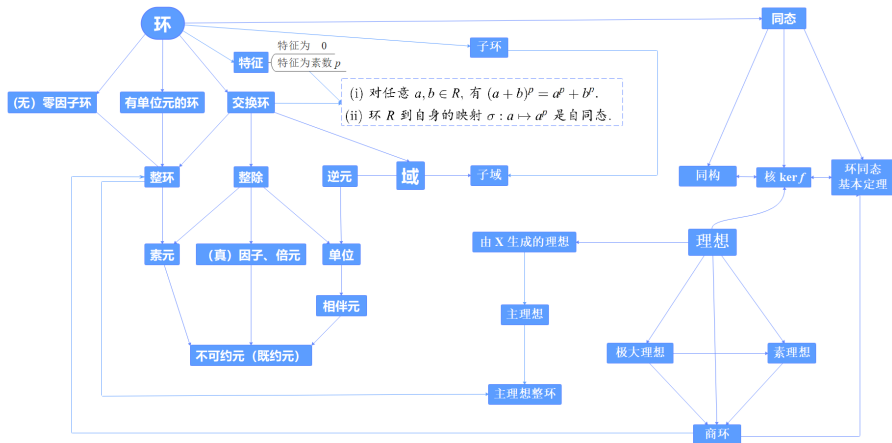 环
同态
特征为 0
特征
特征为素数 p
子环
(无) 零因子环
有单位元的环
交换环
(i) 对任意 a, b ∈ R, 有 (a + b)^p = a^p + b^p.
(ii) 环 R 到自身的映射 σ : a ↦ a^p 是自同态.
整环
整除
逆元
域
子域
同构
核 ker f
环同态
基本定理
素元
（真）因子、倍元
单位
由 X 生成的理想
理想
相伴元
主理想
不可约元（既约元）
极大理想
素理想
主理想整环
商环